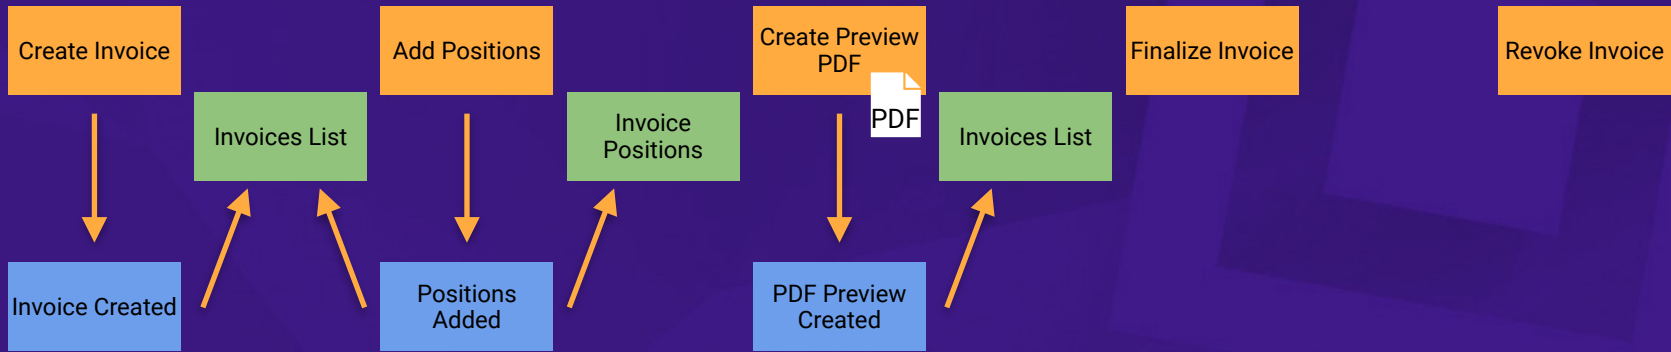 Create Invoice
Add Positions
Create Preview
PDF
Finalize Invoice
Revoke Invoice
PDF
Invoices List
Invoice
Positions
Invoices List
Invoice Created
Positions
Added
PDF Preview
Created